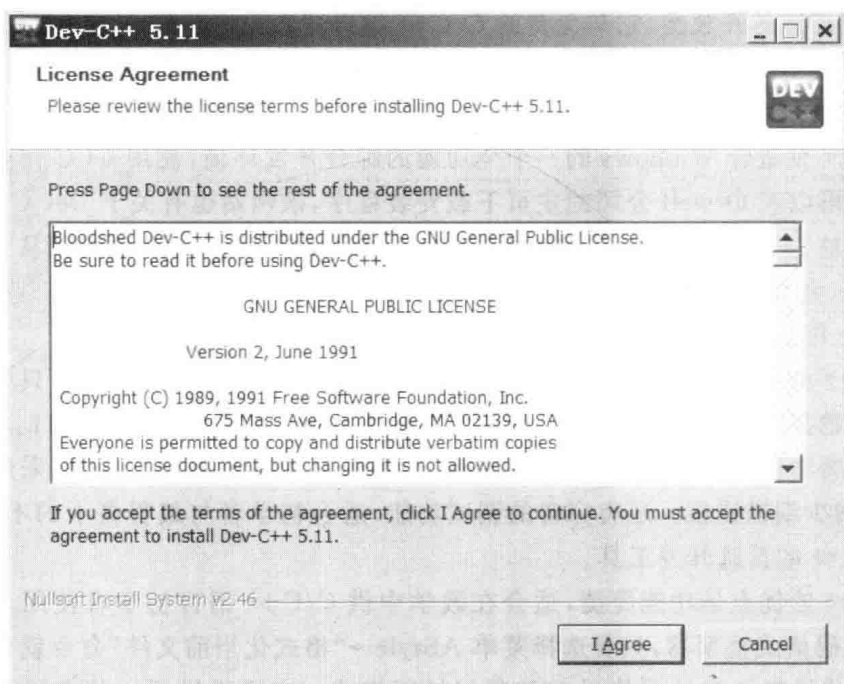 Dev-C++ 5.11
License Agreement
Please review the license terms before installing Dev-C++ 5.11.
DEV
C++
Press Page Down to see the rest of the agreement.
Bloodshed Dev-C++ is distributed under the GNU General Public License.
Be sure to read it before using Dev-C++.
GNU GENERAL PUBLIC LICENSE
Version 2, June 1991
Copyright (C) 1989, 1991 Free Software Foundation, Inc.
675 Mass Ave, Cambridge, MA 02139, USA
Everyone is permitted to copy and distribute verbatim copies
of this license document, but changing it is not allowed.
If you accept the terms of the agreement, click I Agree to continue. You must accept the
agreement to install Dev-C++ 5.11.
Nullsoft Install System v2.46
I Agree
Cancel